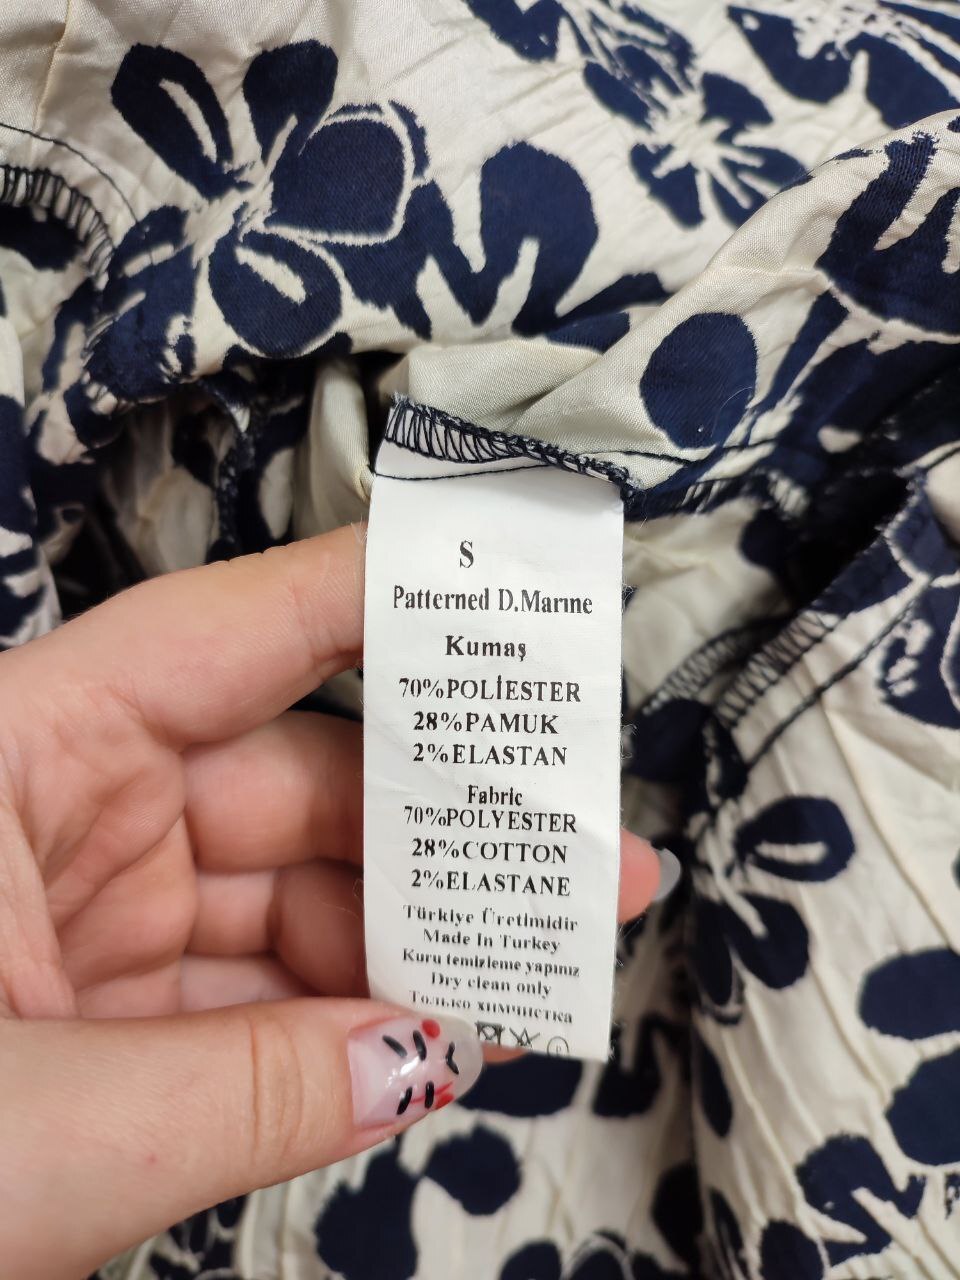 S
Patterned D.Marıne
Kumaş
70%POLİESTER
28%PAMUK
2%ELASTAN
Fabric
70%POLYESTER
28%COTTON
2%ELASTANE
Türkiye Üretimidir
Made In Turkey
Kuru temizleme yapınız
Dry clean only
Только химчистка
P